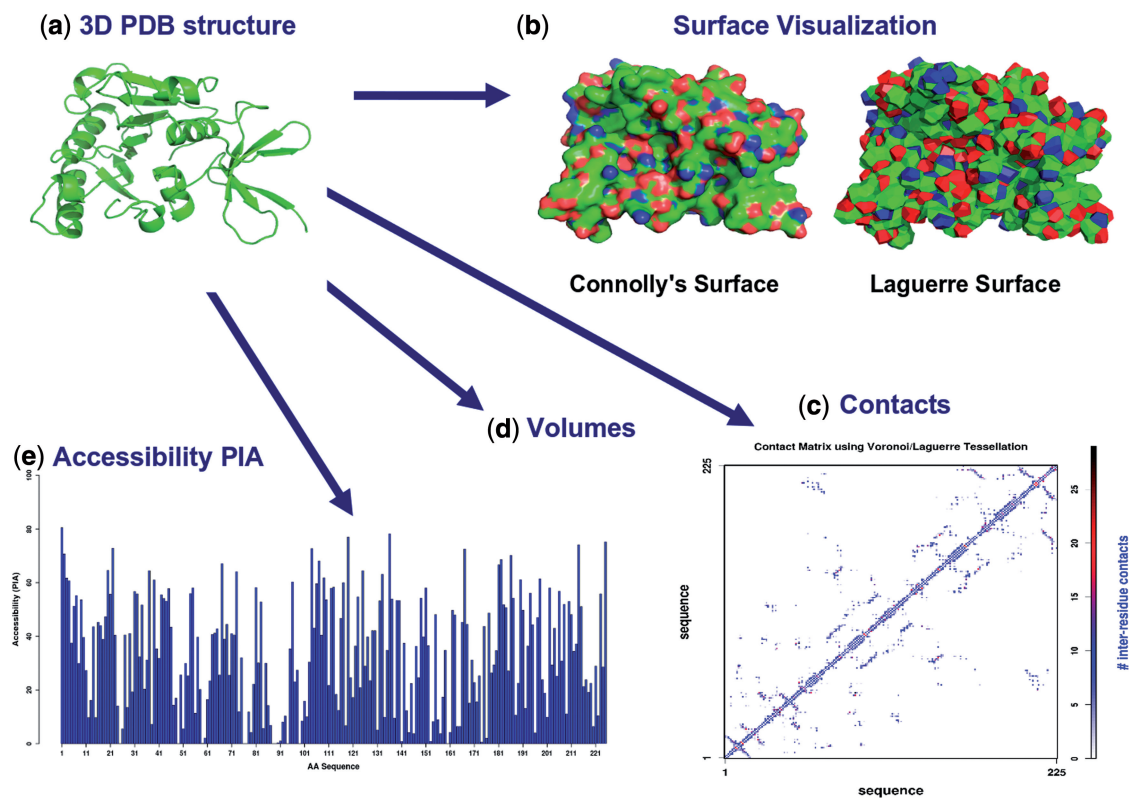 (a) 3D PDB structure
(b) Surface Visualization
Connolly's Surface
Laguerre Surface
(c) Contacts
Contact Matrix using Voronoi/Laguerre Tessellation
225
sequence
1
1
225
sequence
25
20
15
10
5
0
# Inter-residue contacts
(d) Volumes
(e) Accessibility PIA
100
80
60
40
20
0
Accessibility (PIA)
1 11 21 31 41 51 61 71 81 91 101 111 121 131 141 151 161 171 181 191 201 211 221
AA Sequence